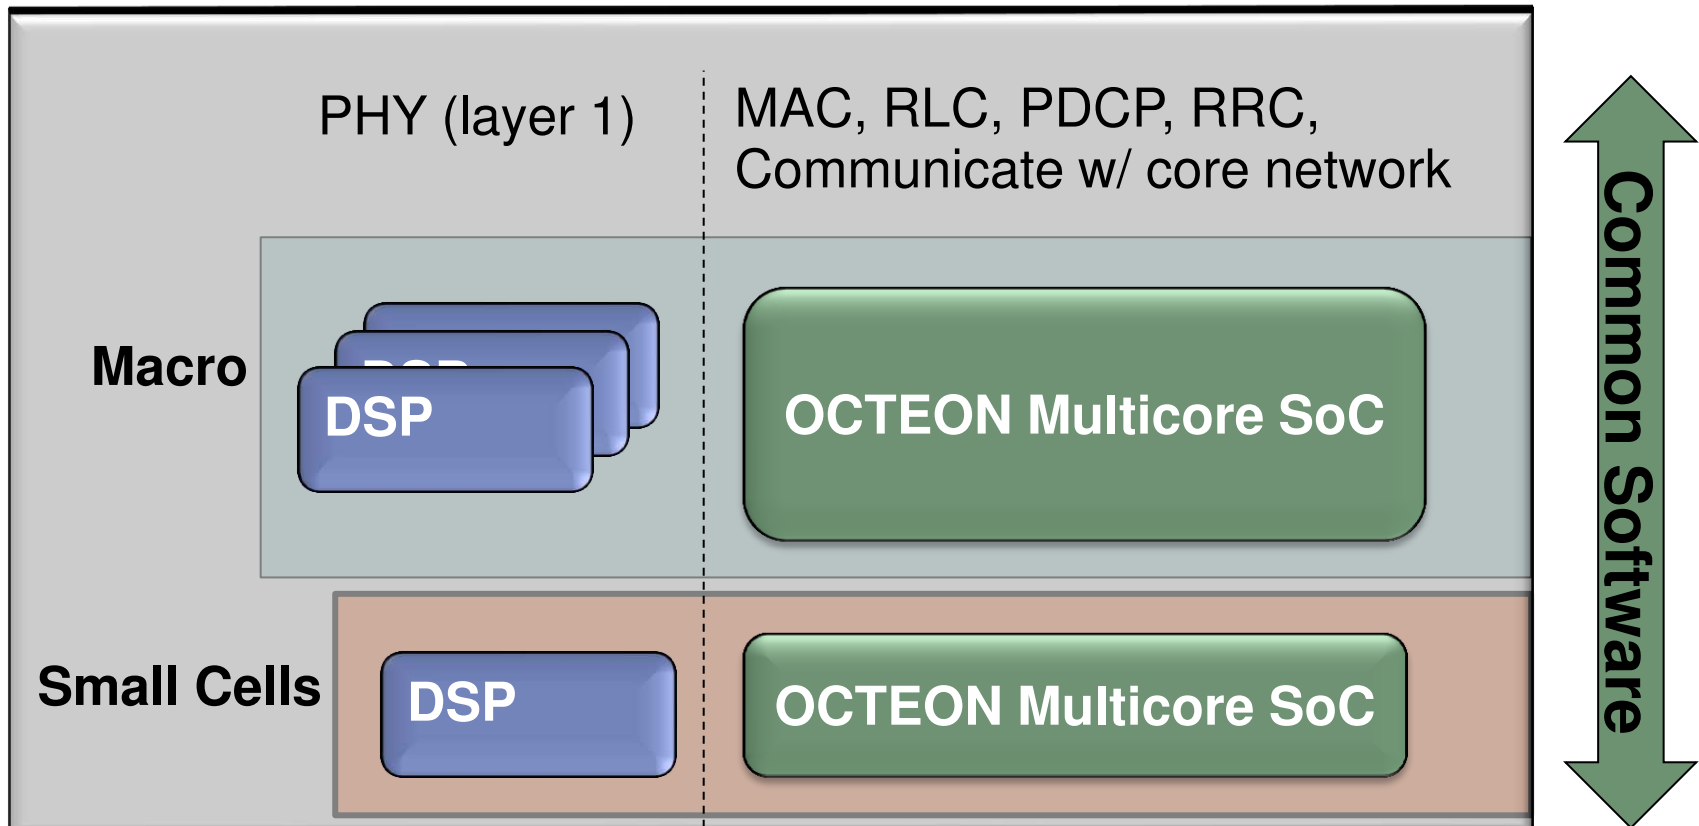 PHY (layer 1)
MAC, RLC, PDCP, RRC,
Communicate w/ core network
Macro
DSP
OCTEON Multicore SoC
Small Cells
DSP
OCTEON Multicore SoC
Common Software